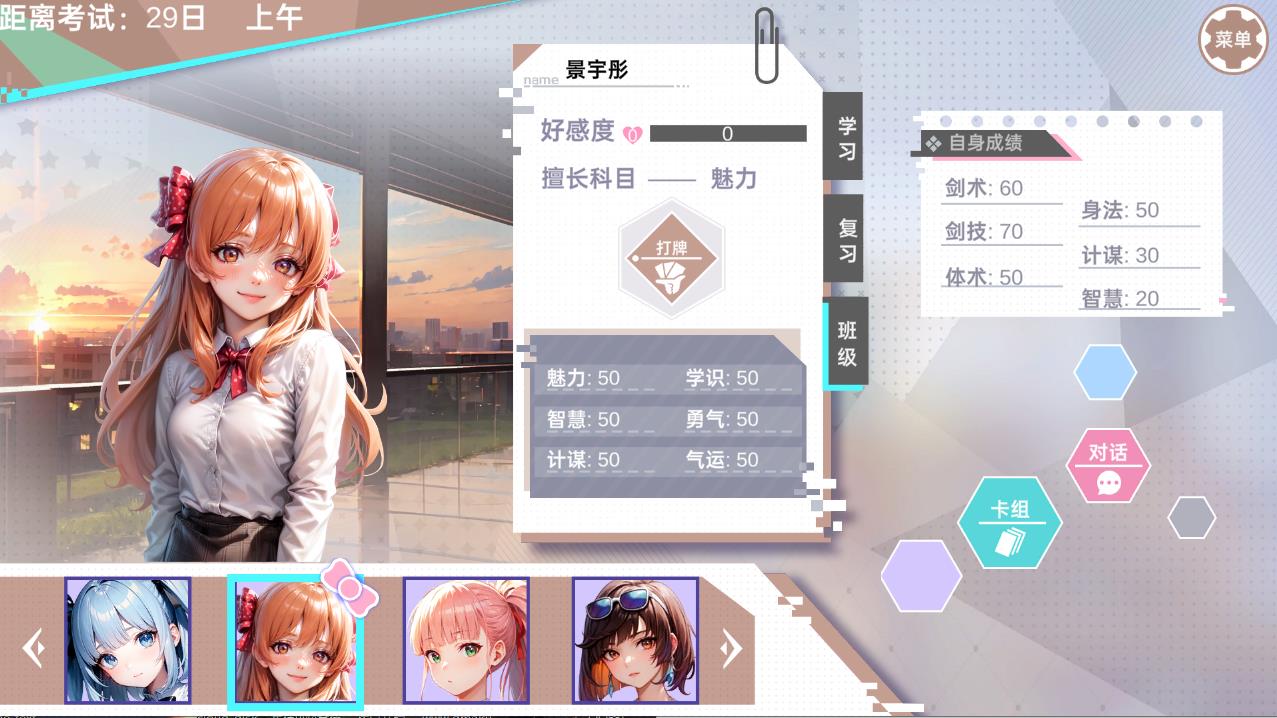 距离考试：29日 上午
菜单
name 景宇彤
好感度 0 0
擅长科目 —— 魅力
打牌
魅力: 50 学识: 50
智慧: 50 勇气: 50
计谋: 50 气运: 50
学习
复习
班级
自身成绩
剑术: 60
身法: 50
剑技: 70
计谋: 30
体术: 50
智慧: 20
对话
卡组